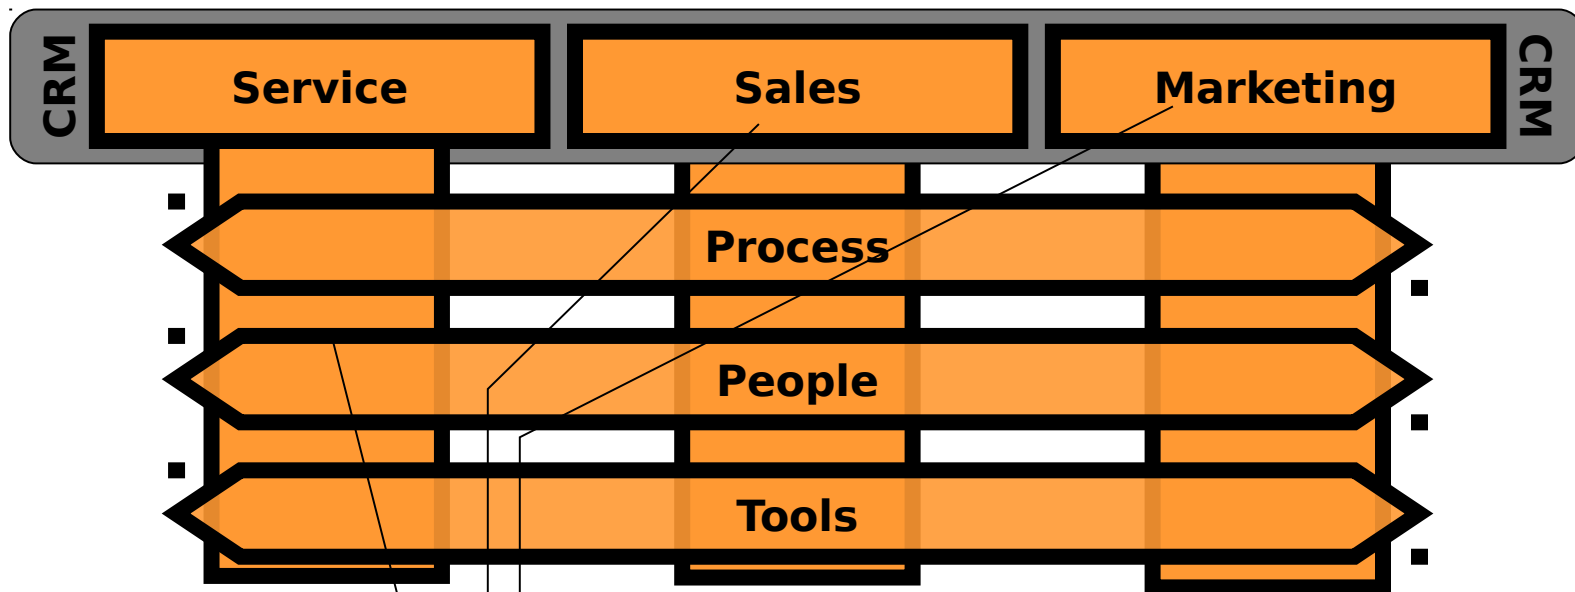 CRM
Service
Sales
Marketing
CRM
Process
People
Tools